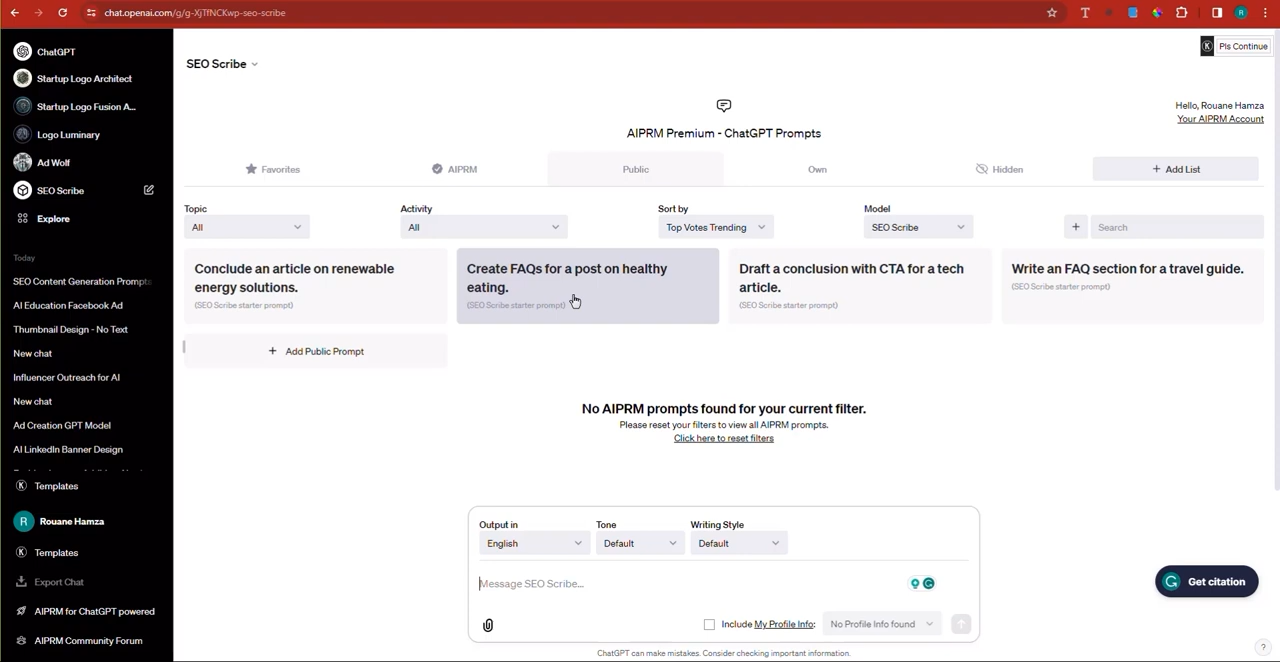 chat.openai.com/g/g-XjTfNCKwp-seo-scribe
ChatGPT
Startup Logo Architect
Startup Logo Fusion A...
Logo Luminary
Ad Wolf
SEO Scribe
Explore
Today
SEO Content Generation Prompts
AI Education Facebook Ad
Thumbnail Design - No Text
New chat
Influencer Outreach for AI
New chat
Ad Creation GPT Model
AI LinkedIn Banner Design
Templates
R Rouane Hamza
Templates
Export Chat
AIPRM for ChatGPT powered
AIPRM Community Forum
SEO Scribe
Pls Continue
Hello, Rouane Hamza
Your AIPRM Account
AIPRM Premium - ChatGPT Prompts
Favorites AIPRM Public Own Hidden + Add List
Topic Activity Sort by Model
All All Top Votes Trending SEO Scribe + Search
Conclude an article on renewable
energy solutions.
(SEO Scribe starter prompt)
Create FAQs for a post on healthy
eating.
(SEO Scribe starter prompt)
Draft a conclusion with CTA for a tech
article.
(SEO Scribe starter prompt)
Write an FAQ section for a travel guide.
(SEO Scribe starter prompt)
+ Add Public Prompt
No AIPRM prompts found for your current filter.
Please reset your filters to view all AIPRM prompts.
Click here to reset filters
Output in Tone Writing Style
English Default Default
Message SEO Scribe...
Include My Profile Info: No Profile Info found
Get citation
ChatGPT can make mistakes. Consider checking important information.
?